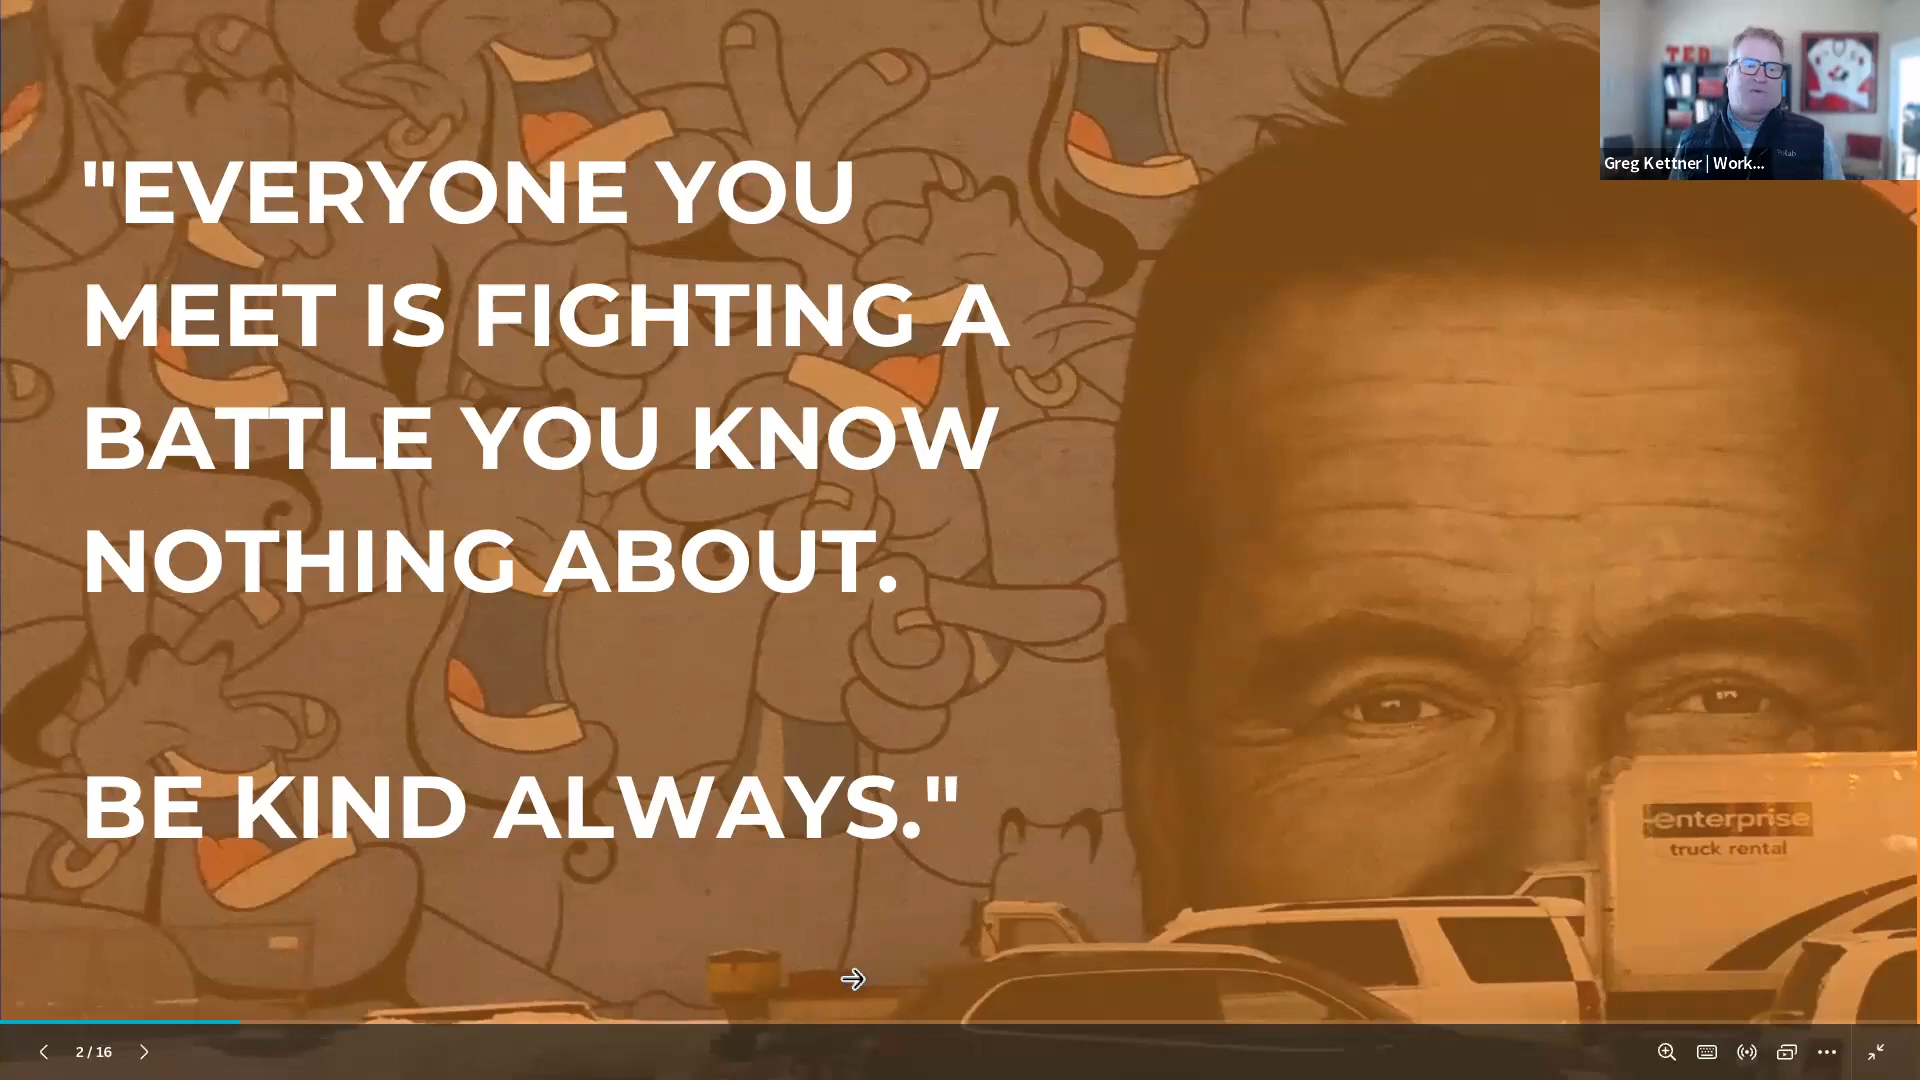 TED
Greg Kettner | Work...
"EVERYONE YOU
MEET IS FIGHTING A
BATTLE YOU KNOW
NOTHING ABOUT.
BE KIND ALWAYS."
enterprise
truck rental
2 / 16